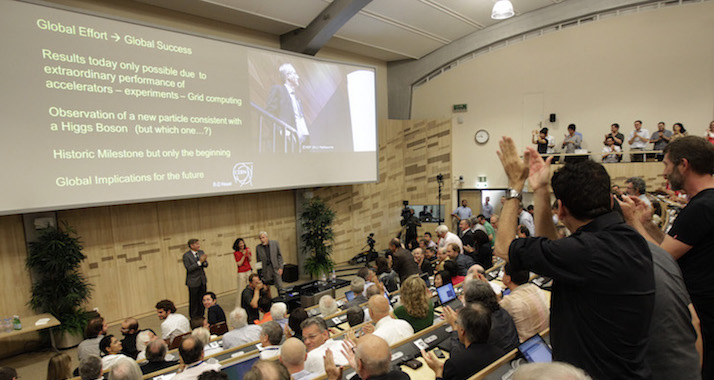 Global Effort → Global Success
Results today only possible due to
extraordinary performance of
accelerators – experiments – Grid computing
Observation of a new particle consistent with
a Higgs Boson (but which one…?)
Historic Milestone but only the beginning
Global Implications for the future